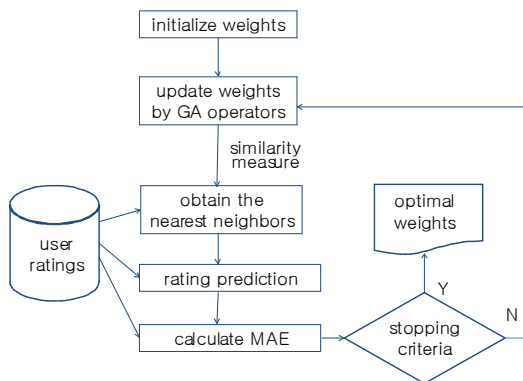 initialize weights
update weights
by GA operators
similarity
measure
obtain the
nearest neighbors
user
ratings
rating prediction
calculate MAE
optimal
weights
Y
N
stopping
criteria